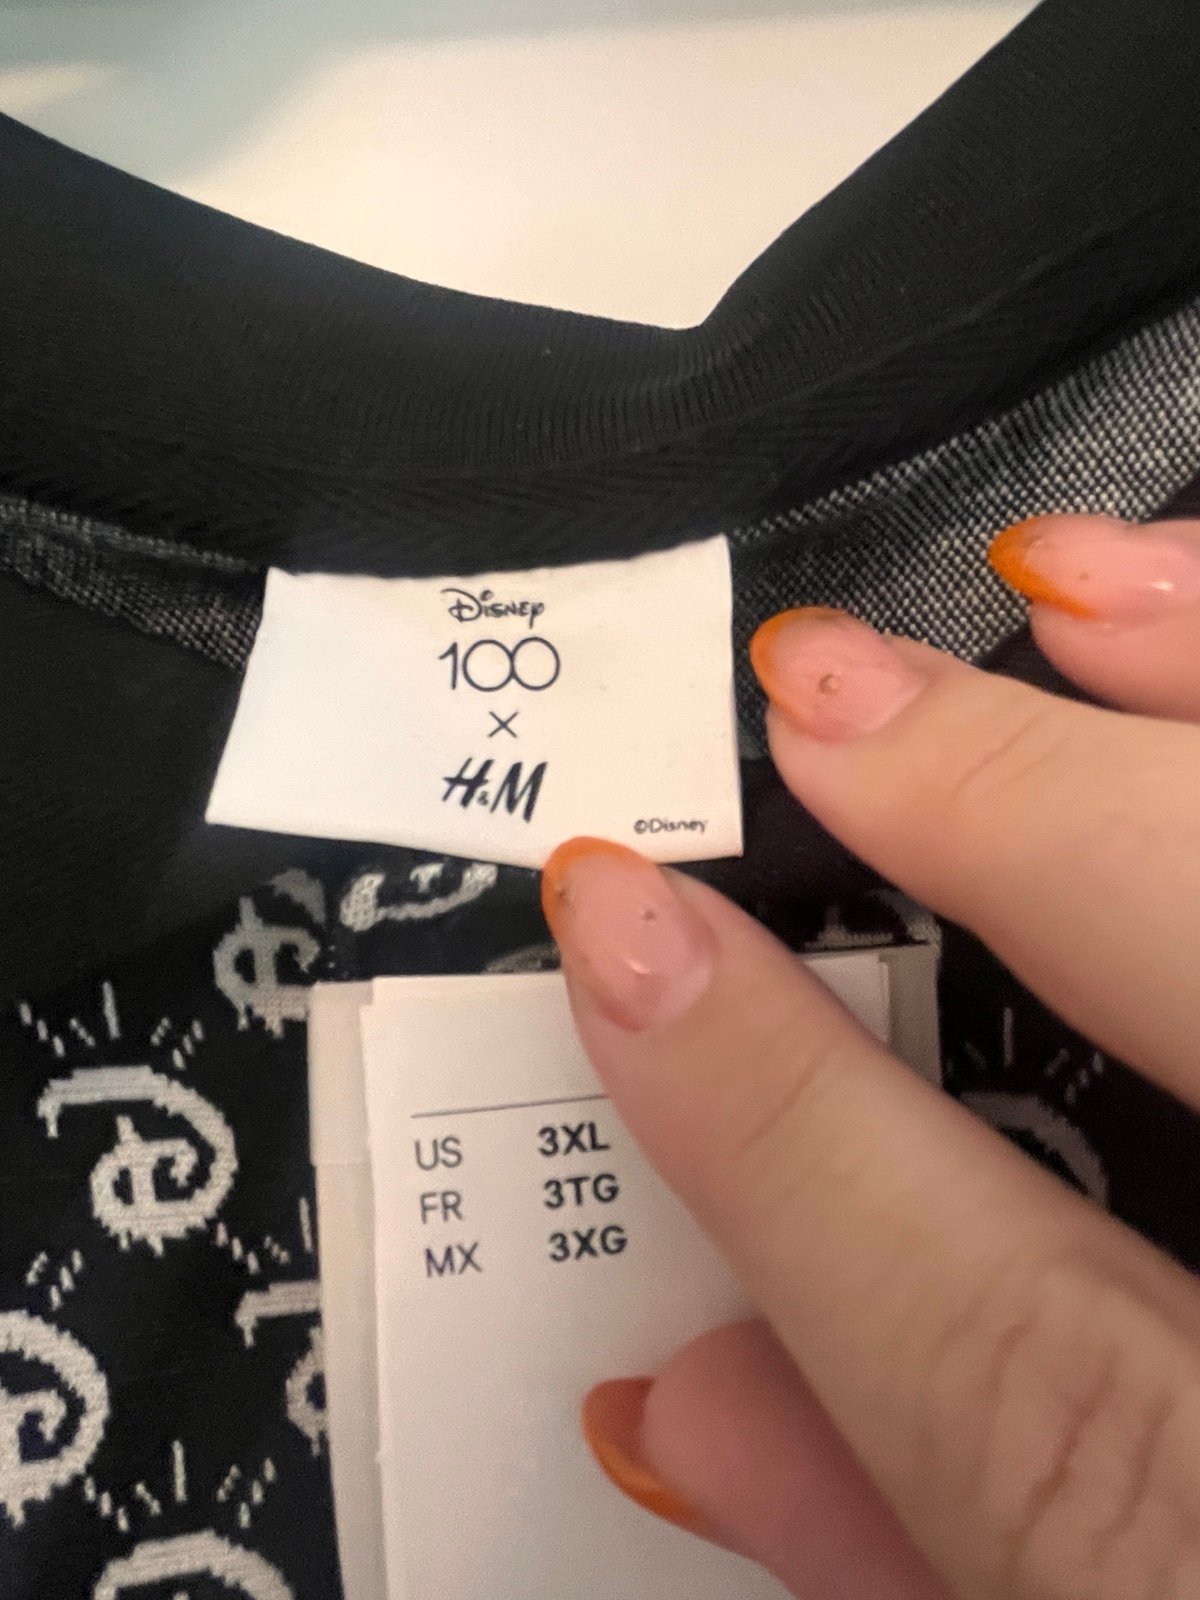 Disney
100
×
H&M
©Disney
US 3XL
FR 3TG
MX 3XG